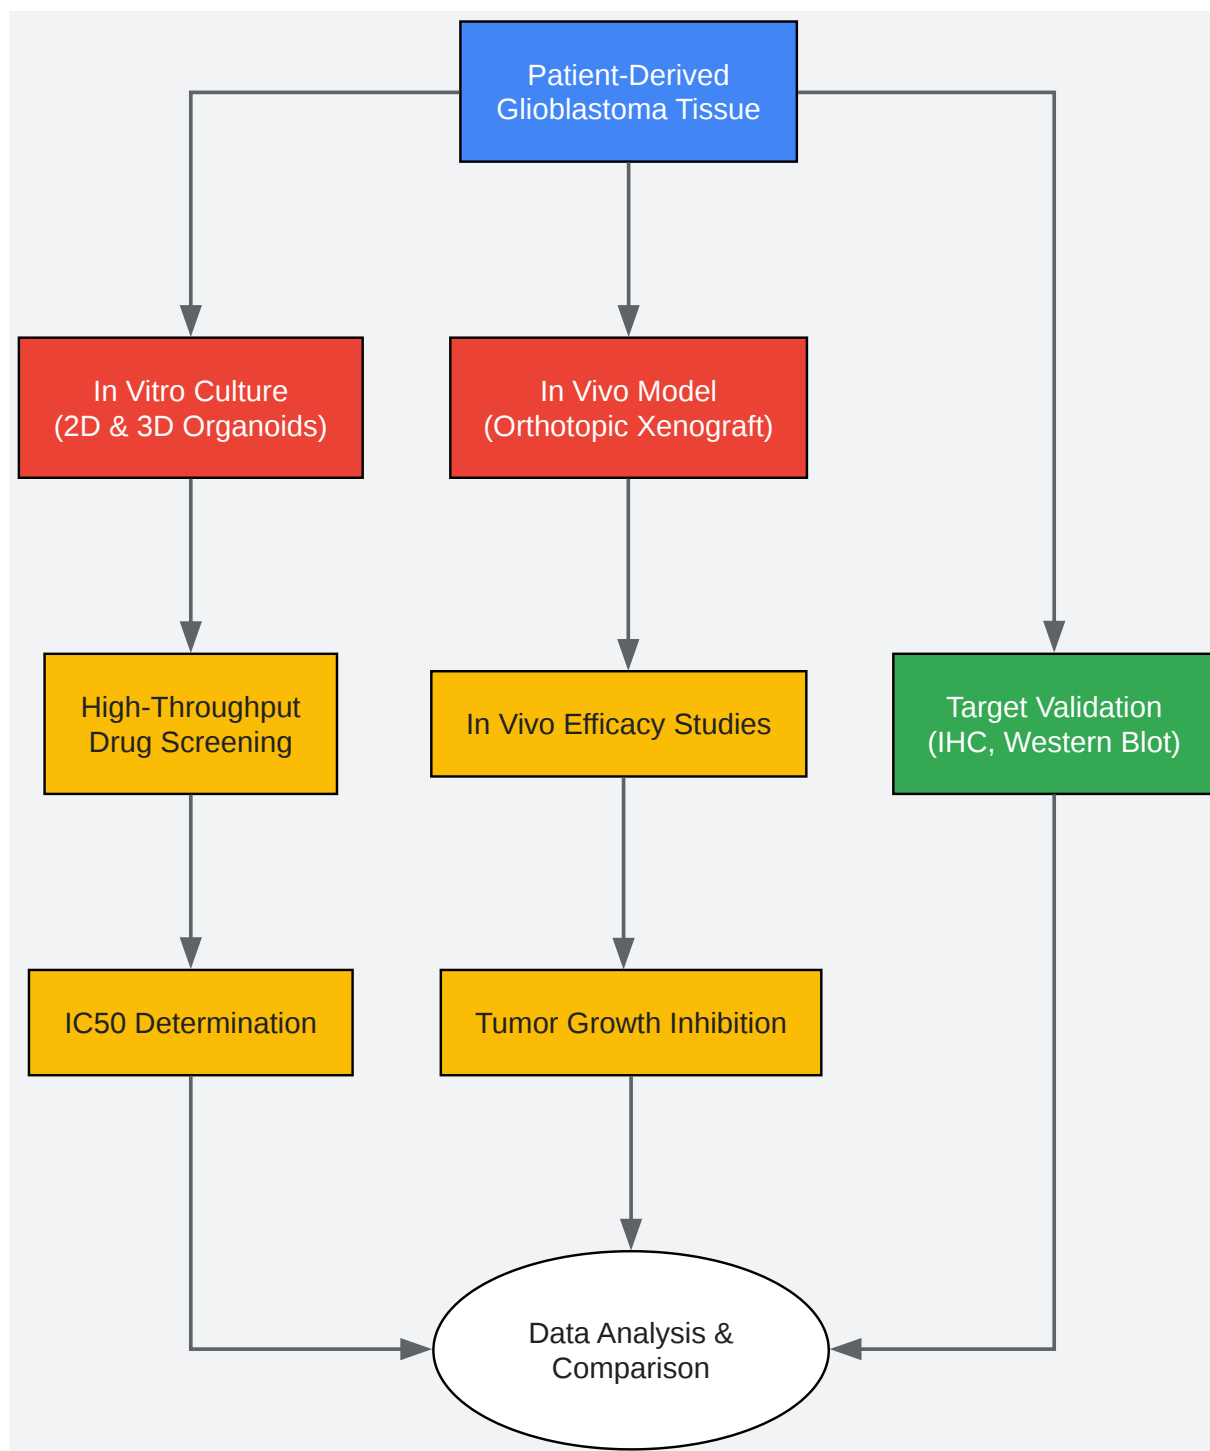 Patient-Derived
Glioblastoma Tissue
In Vitro Culture
(2D & 3D Organoids)
In Vivo Model
(Orthotopic Xenograft)
High-Throughput
Drug Screening
In Vivo Efficacy Studies
Target Validation
(IHC, Western Blot)
IC50 Determination
Tumor Growth Inhibition
Data Analysis &
Comparison